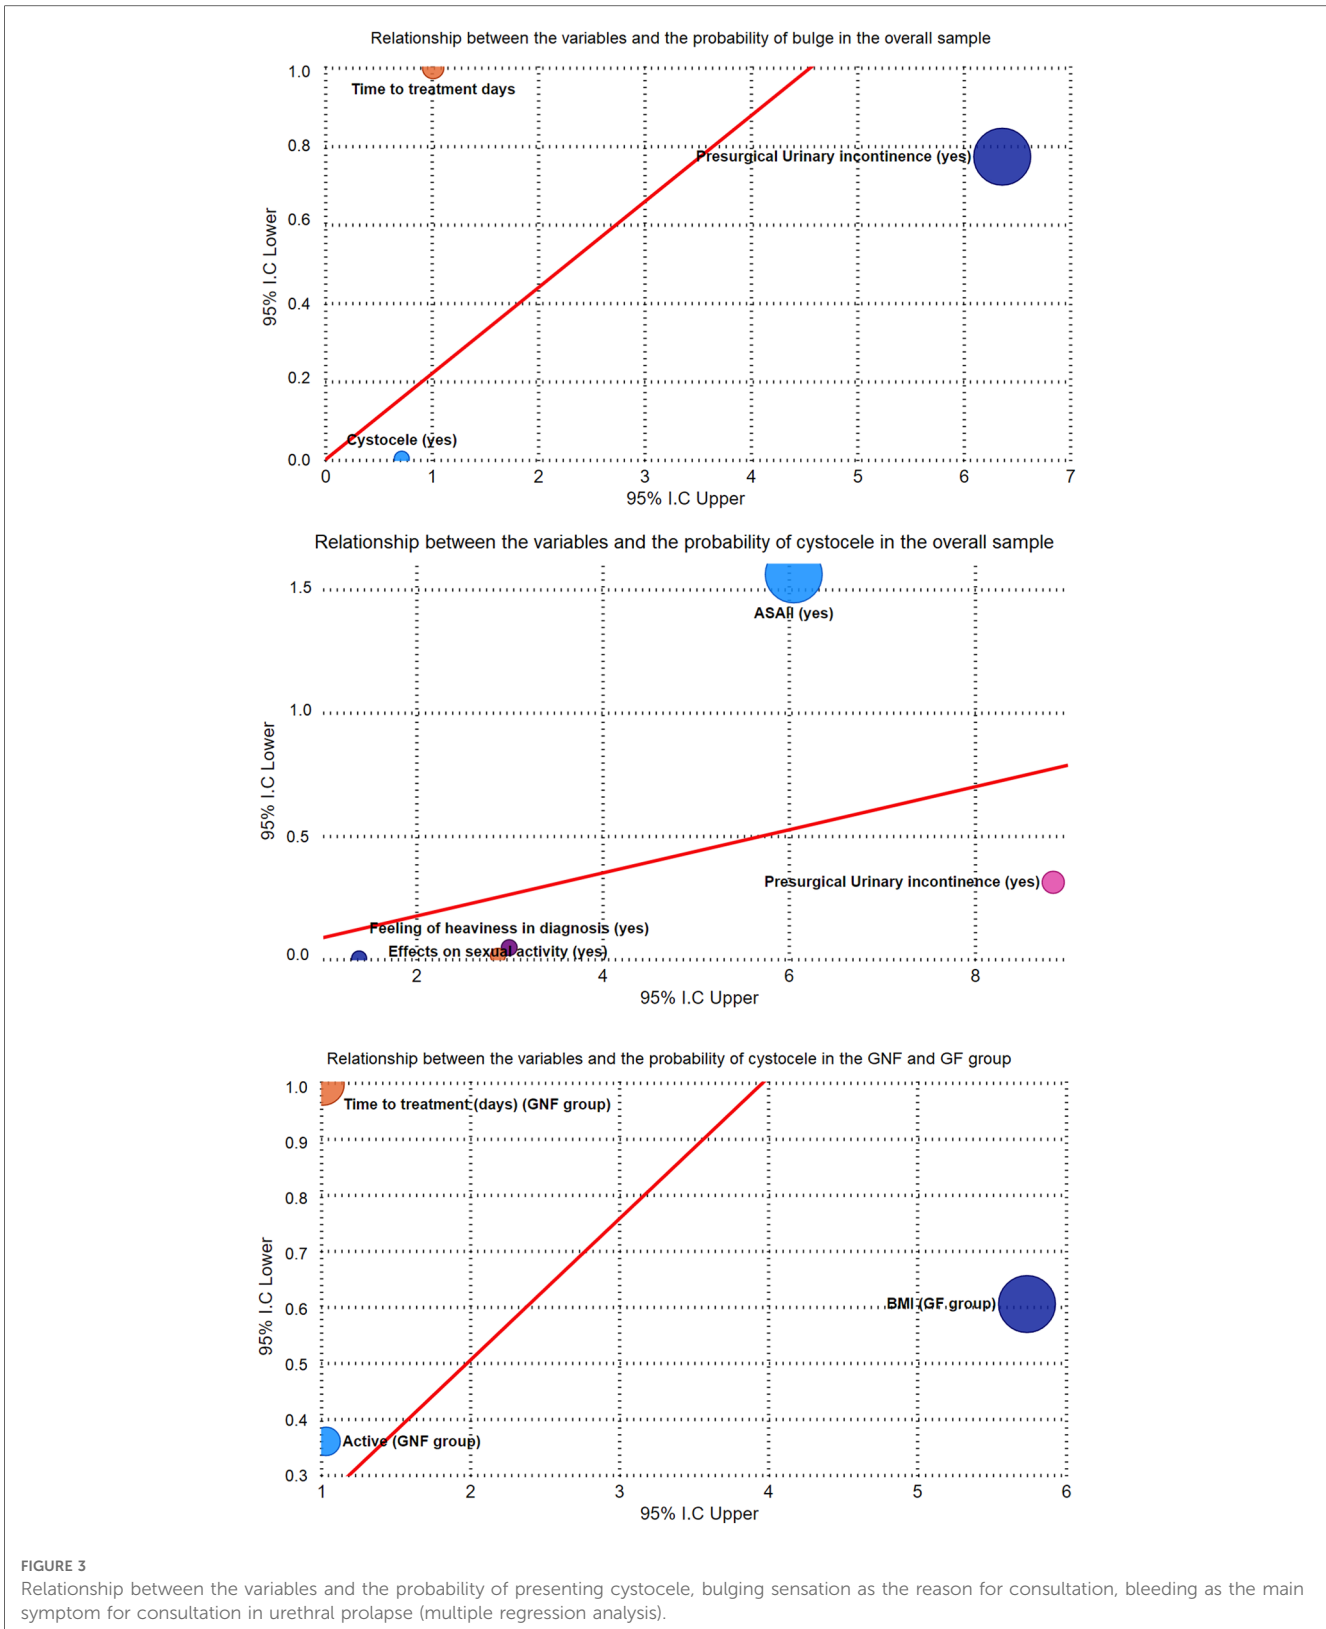 Relationship between the variables and the probability of bulge in the overall sample
1.0
Time to treatment days
0.8
Presurgical Urinary incontinence (yes)
0.6
95% I.C Lower
0.4
0.2
Cystocele (yes)
0.0
0 1 2 3 4 5 6 7
95% I.C Upper
Relationship between the variables and the probability of cystocele in the overall sample
1.5
ASAII (yes)
1.0
95% I.C Lower
0.5
Presurgical Urinary incontinence (yes)
Feeling of heaviness in diagnosis (yes)
Effects on sexual activity (yes)
0.0
2 4 6 8
95% I.C Upper
Relationship between the variables and the probability of cystocele in the GNF and GF group
1.0
Time to treatment (days) (GNF group)
0.9
0.8
0.7
95% I.C Lower
0.6
BMI (GF group)
0.5
0.4
Active (GNF group)
0.3
1 2 3 4 5 6
95% I.C Upper
FIGURE 3
Relationship between the variables and the probability of presenting cystocele, bulging sensation as the reason for consultation, bleeding as the main
symptom for consultation in urethral prolapse (multiple regression analysis).